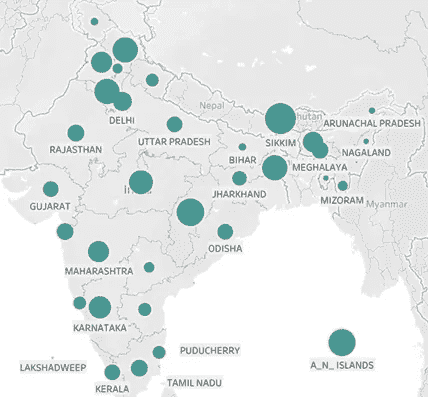 Nepal
Bhutan
DELHI
SIKKIM
ARUNACHAL PRADESH
RAJASTHAN
UTTAR PRADESH
BIHAR
MEGHALAYA
NAGALAND
GUJARAT
JHARKHAND
MIZORAM
Myanmar
ODISHA
MAHARASHTRA
KARNATAKA
PUDUCHERRY
LAKSHADWEEP
A_N_ ISLANDS
KERALA
TAMIL NADU